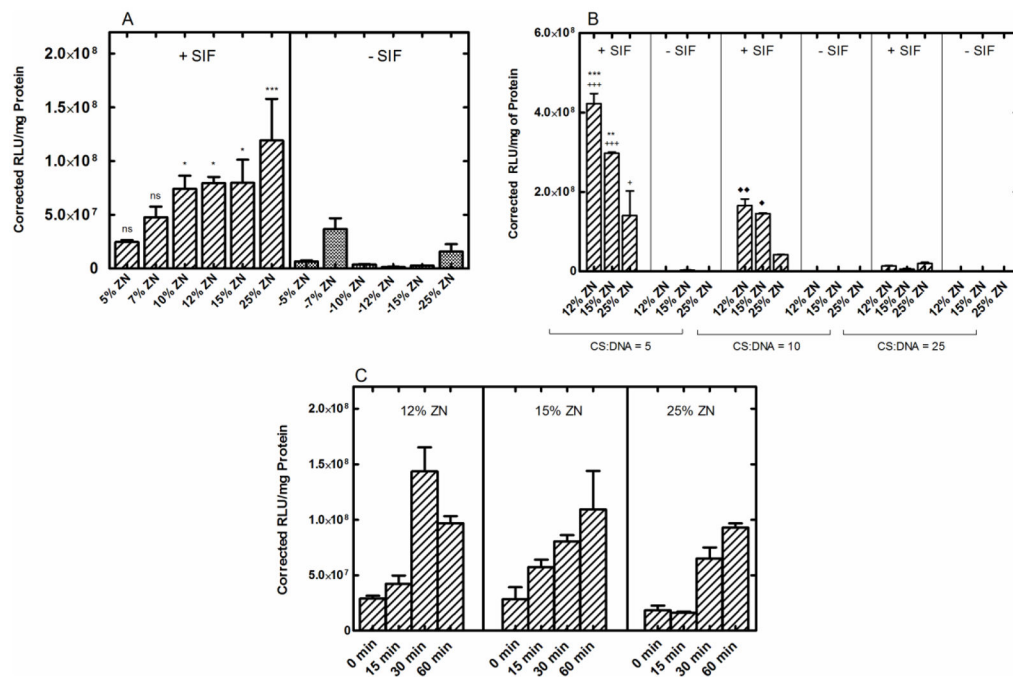 A
+ SIF
- SIF
Corrected RLU/mg Protein
2.0×10⁸
1.5×10⁸
1.0×10⁸
5.0×10⁷
0
ns
ns
*
*
*
***
5% ZN
7% ZN
10% ZN
12% ZN
15% ZN
25% ZN
-5% ZN
-7% ZN
-10% ZN
-12% ZN
-15% ZN
-25% ZN
B
+ SIF
- SIF
+ SIF
- SIF
+ SIF
- SIF
Corrected RLU/mg of Protein
6.0×10⁸
4.0×10⁸
2.0×10⁸
0
***
+++
**
+++
+
◆◆
◆
12% ZN
15% ZN
25% ZN
12% ZN
15% ZN
25% ZN
12% ZN
15% ZN
25% ZN
12% ZN
15% ZN
25% ZN
12% ZN
15% ZN
25% ZN
12% ZN
15% ZN
25% ZN
CS:DNA = 5
CS:DNA = 10
CS:DNA = 25
C
12% ZN
15% ZN
25% ZN
Corrected RLU/mg Protein
2.0×10⁸
1.5×10⁸
1.0×10⁸
5.0×10⁷
0
0 min
15 min
30 min
60 min
0 min
15 min
30 min
60 min
0 min
15 min
30 min
60 min